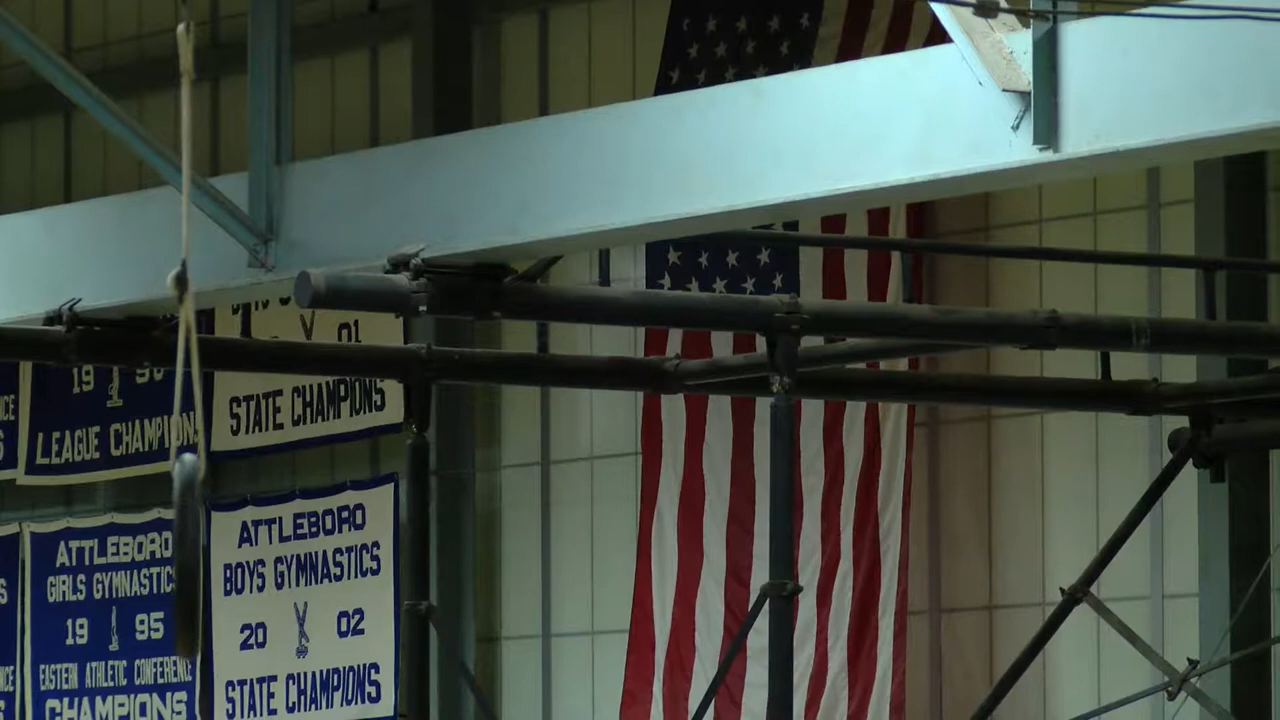 01
STATE CHAMPIONS
19 90
LEAGUE CHAMPION
ATTLEBORO
GIRLS GYMNASTICS
19 95
EASTERN ATHLETIC CONFERENCE
CHAMPIONS
ATTLEBORO
BOYS GYMNASTICS
20 02
STATE CHAMPIONS